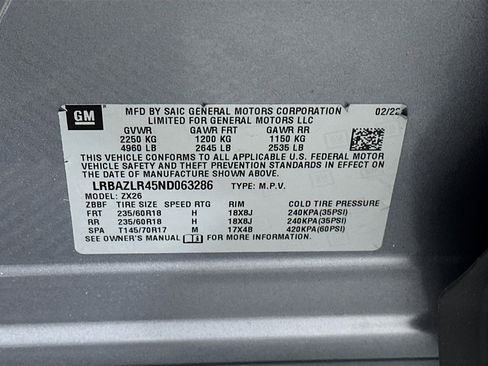 GM
MFD BY SAIC GENERAL MOTORS CORPORATION 02/22
LIMITED FOR GENERAL MOTORS LLC
GVWR GAWR FRT GAWR RR
2250 KG 1200 KG 1150 KG
4960 LB 2645 LB 2535 LB
THIS VEHICLE CONFORMS TO ALL APPLICABLE U.S. FEDERAL MOTOR
VEHICLE SAFETY AND THEFT PREVENTION STANDARDS IN EFFECT ON
THE DATE OF MANUFACTURE SHOWN ABOVE.
LRBAZLR45ND063286 TYPE: M.P.V.
MODEL: ZX26
ZBBF TIRE SIZE SPEED RTG RIM COLD TIRE PRESSURE
FRT 235/60R18 H 18X8J 240KPA(35PSI)
RR 235/60R18 H 18X8J 240KPA(35PSI)
SPA T145/70R17 M 17X4B 420KPA(60PSI)
SEE OWNER'S MANUAL FOR MORE INFORMATION.